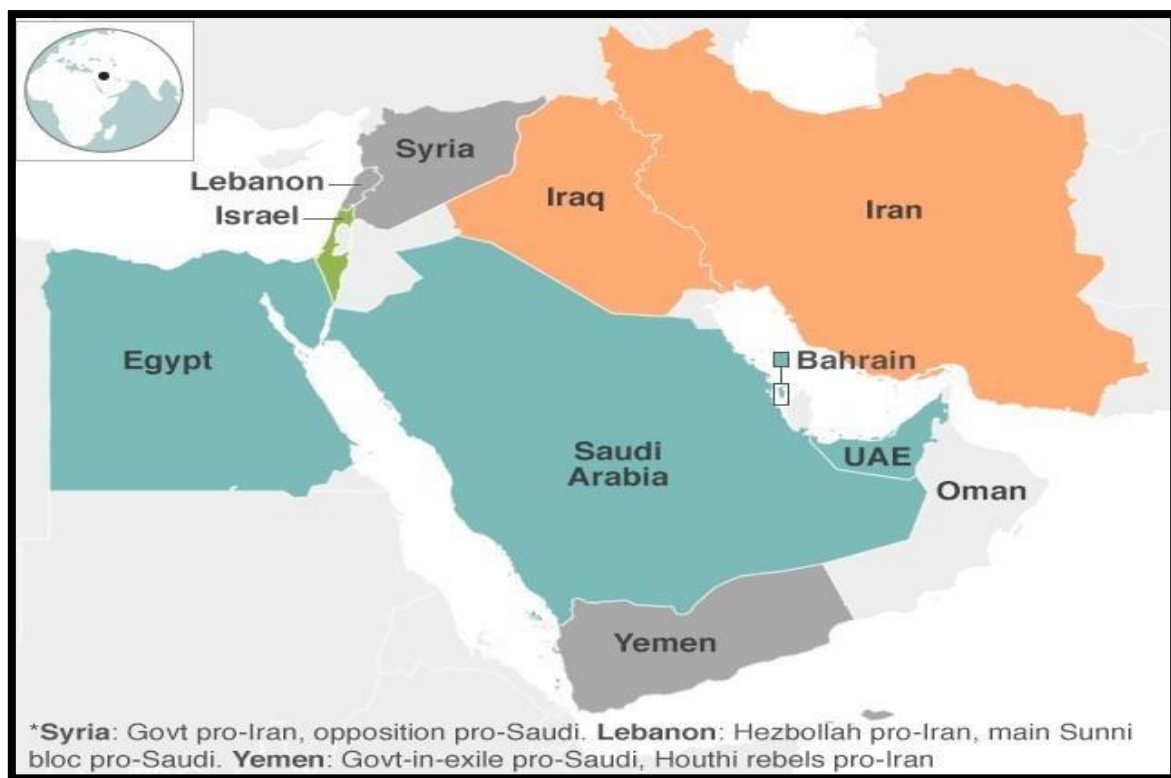 Syria
Lebanon
Israel
Iraq
Iran
Egypt
Bahrain
Saudi
Arabia
UAE
Oman
Yemen
*Syria: Govt pro-Iran, opposition pro-Saudi. Lebanon: Hezbollah pro-Iran, main Sunni
bloc pro-Saudi. Yemen: Govt-in-exile pro-Saudi, Houthi rebels pro-Iran